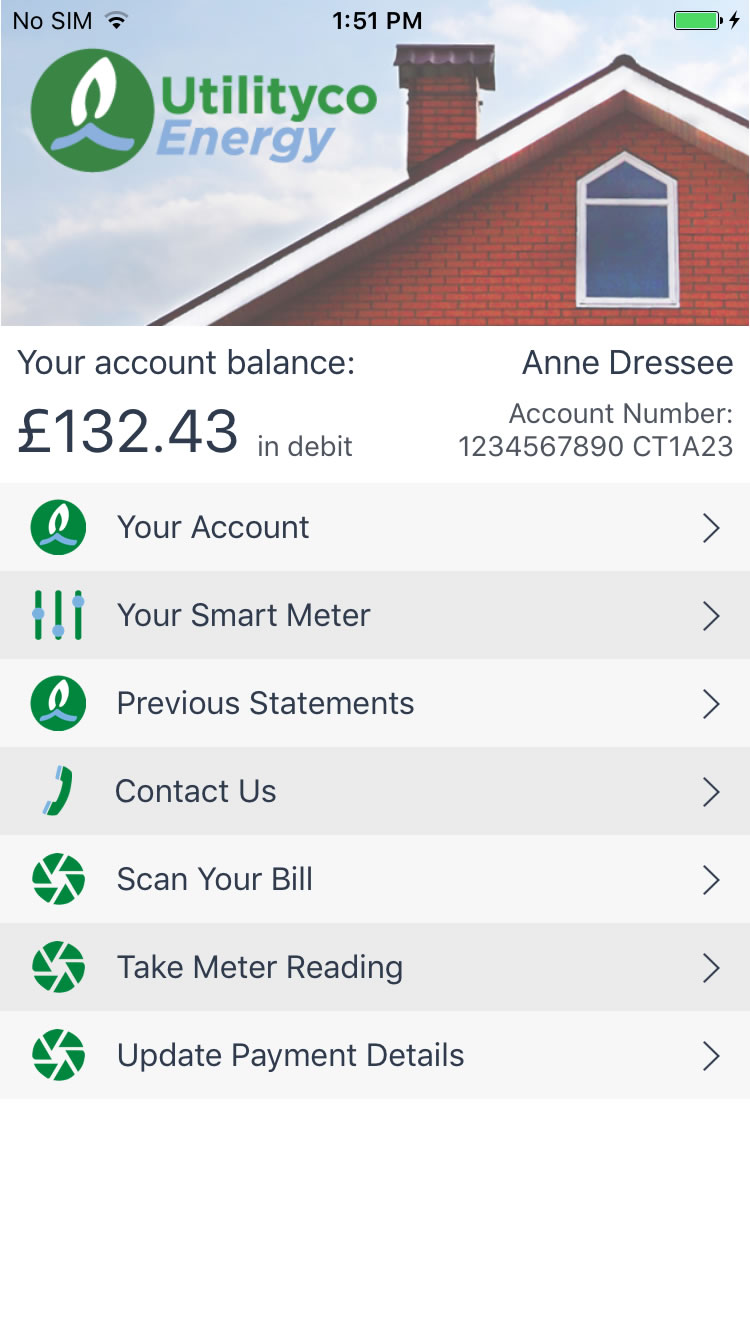 No SIM 1:51 PM
Utilityco
Energy
Your account balance: Anne Dressee
£132.43 in debit Account Number:
1234567890 CT1A23
Your Account
Your Smart Meter
Previous Statements
Contact Us
Scan Your Bill
Take Meter Reading
Update Payment Details